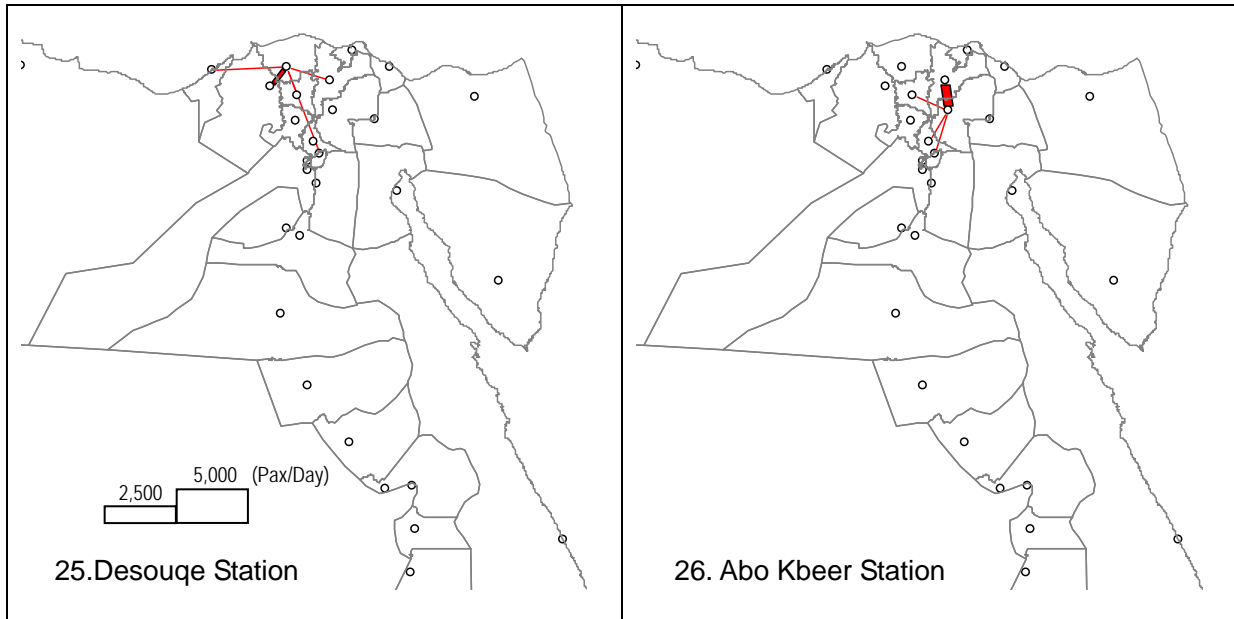 5,000 (Pax/Day)
2,500
25.Desouqe Station
26. Abo Kbeer Station